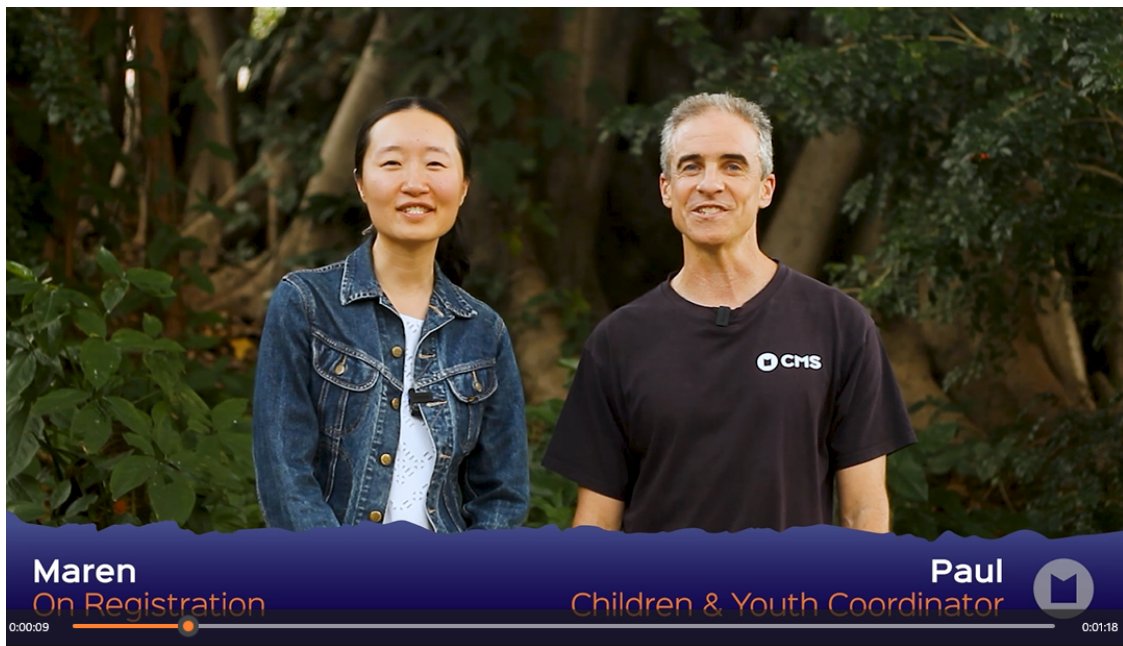 CMS
Maren
Paul
On Registration
Children & Youth Coordinator
0:00:09
0:01:18